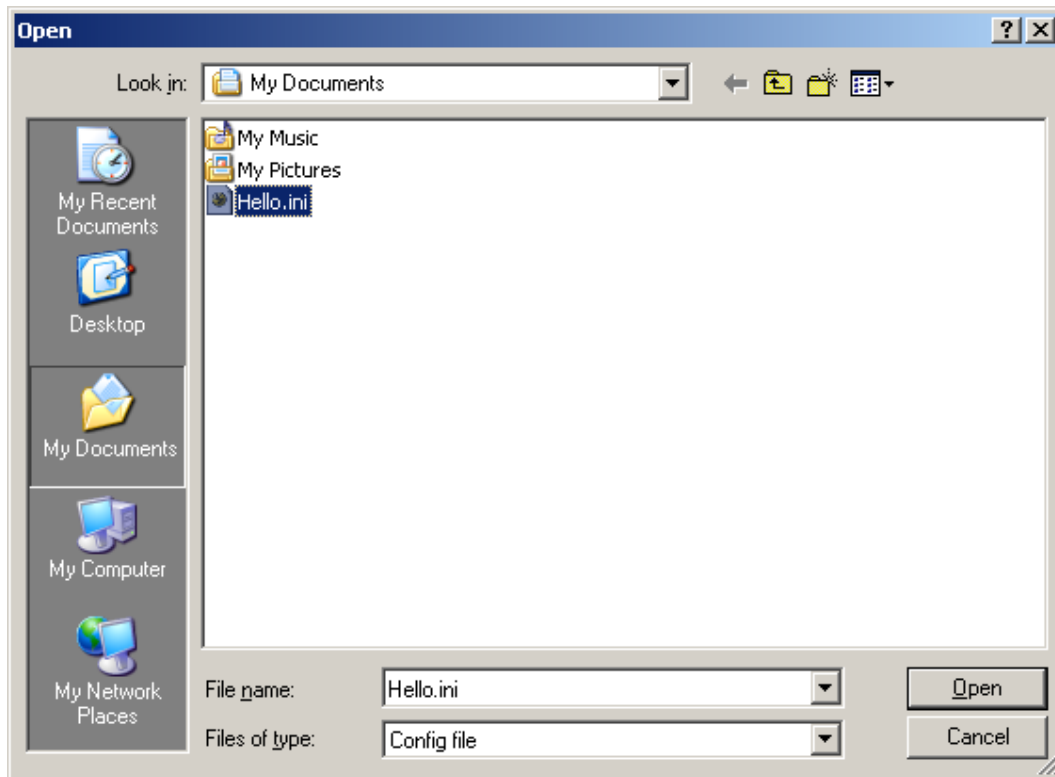 Open
Look in: My Documents
My Recent
Documents
Desktop
My Documents
My Computer
My Network
Places
My Music
My Pictures
Hello.ini
File name: Hello.ini Open
Files of type: Config file Cancel